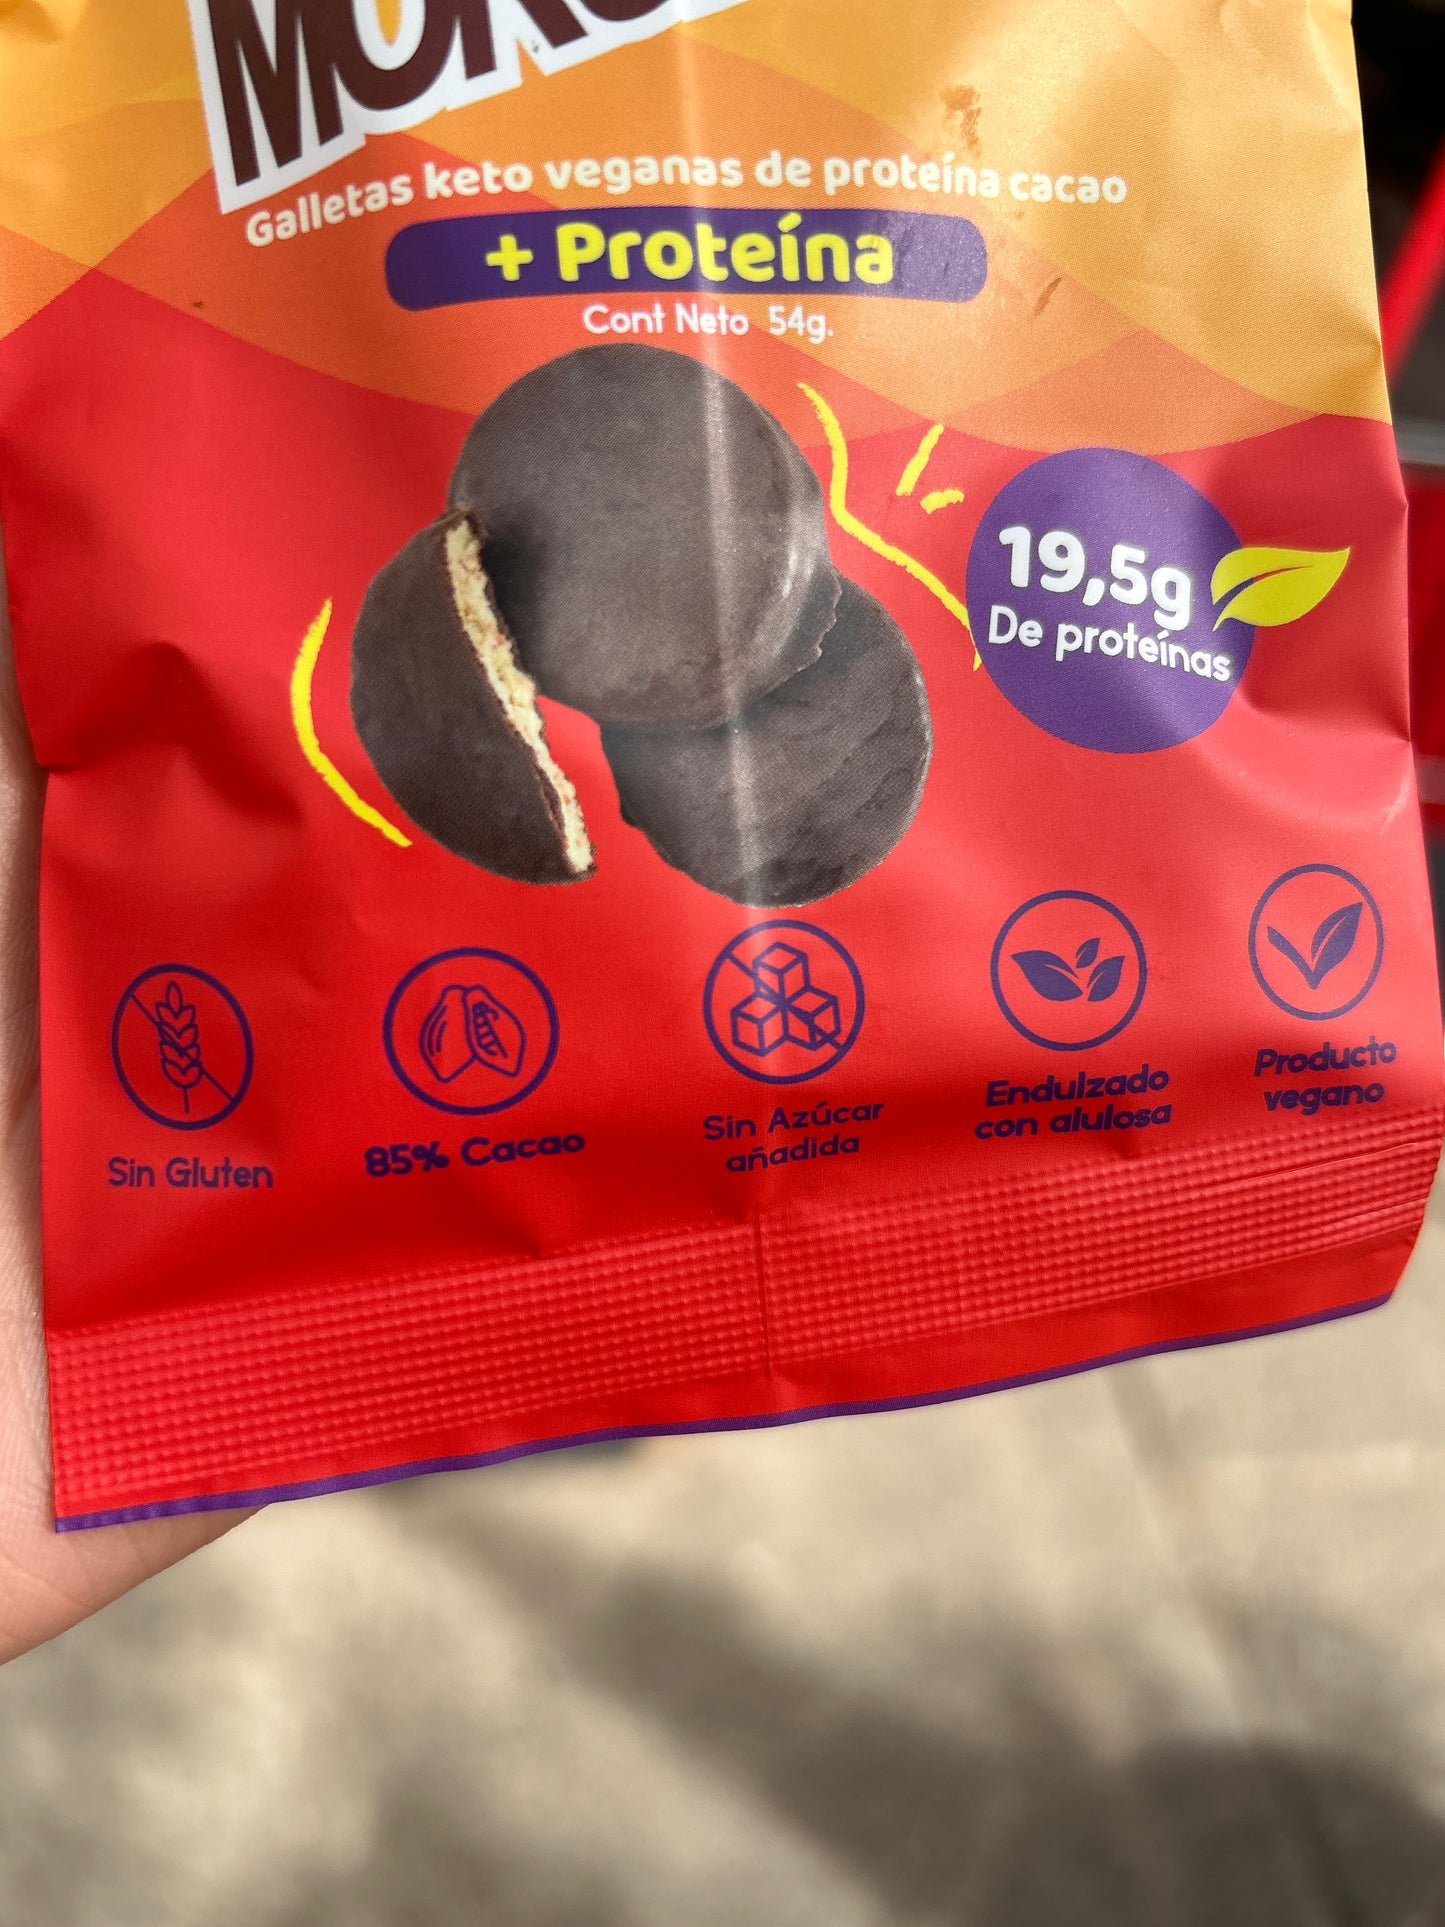 Galletas keto veganas de proteína cacao
+ Proteína
Cont Neto 54g.
19,5g
De proteínas
Sin Gluten
85% Cacao
Sin Azúcar
añadida
Endulzado
con alulosa
Producto
vegano